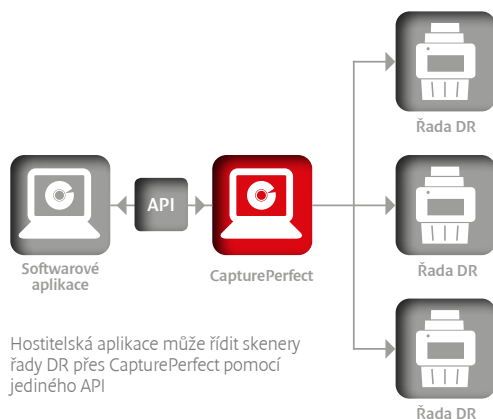 Řada DR
API
Softwarové
aplikace
CapturePerfect
Řada DR
Hostitelská aplikace může řídit skenery
řady DR přes CapturePerfect pomocí
jediného API
Řada DR